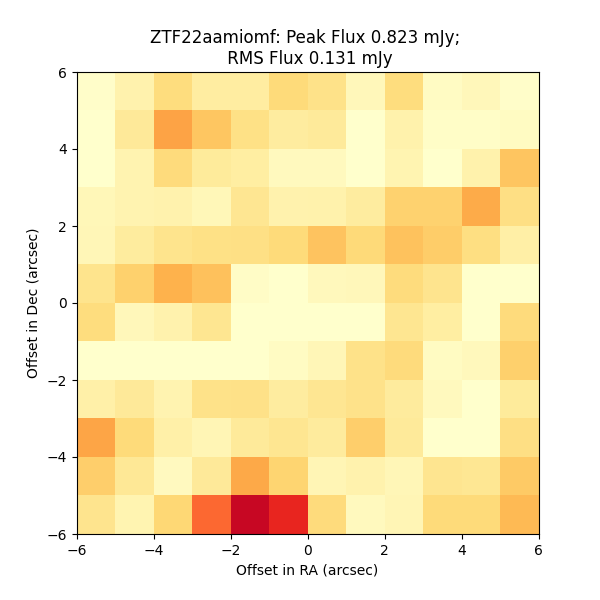 ZTF22aamiomf: Peak Flux 0.823 mJy;
RMS Flux 0.131 mJy
6
4
2
0
−2
−4
−6
Offset in Dec (arcsec)
−6 −4 −2 0 2 4 6
Offset in RA (arcsec)